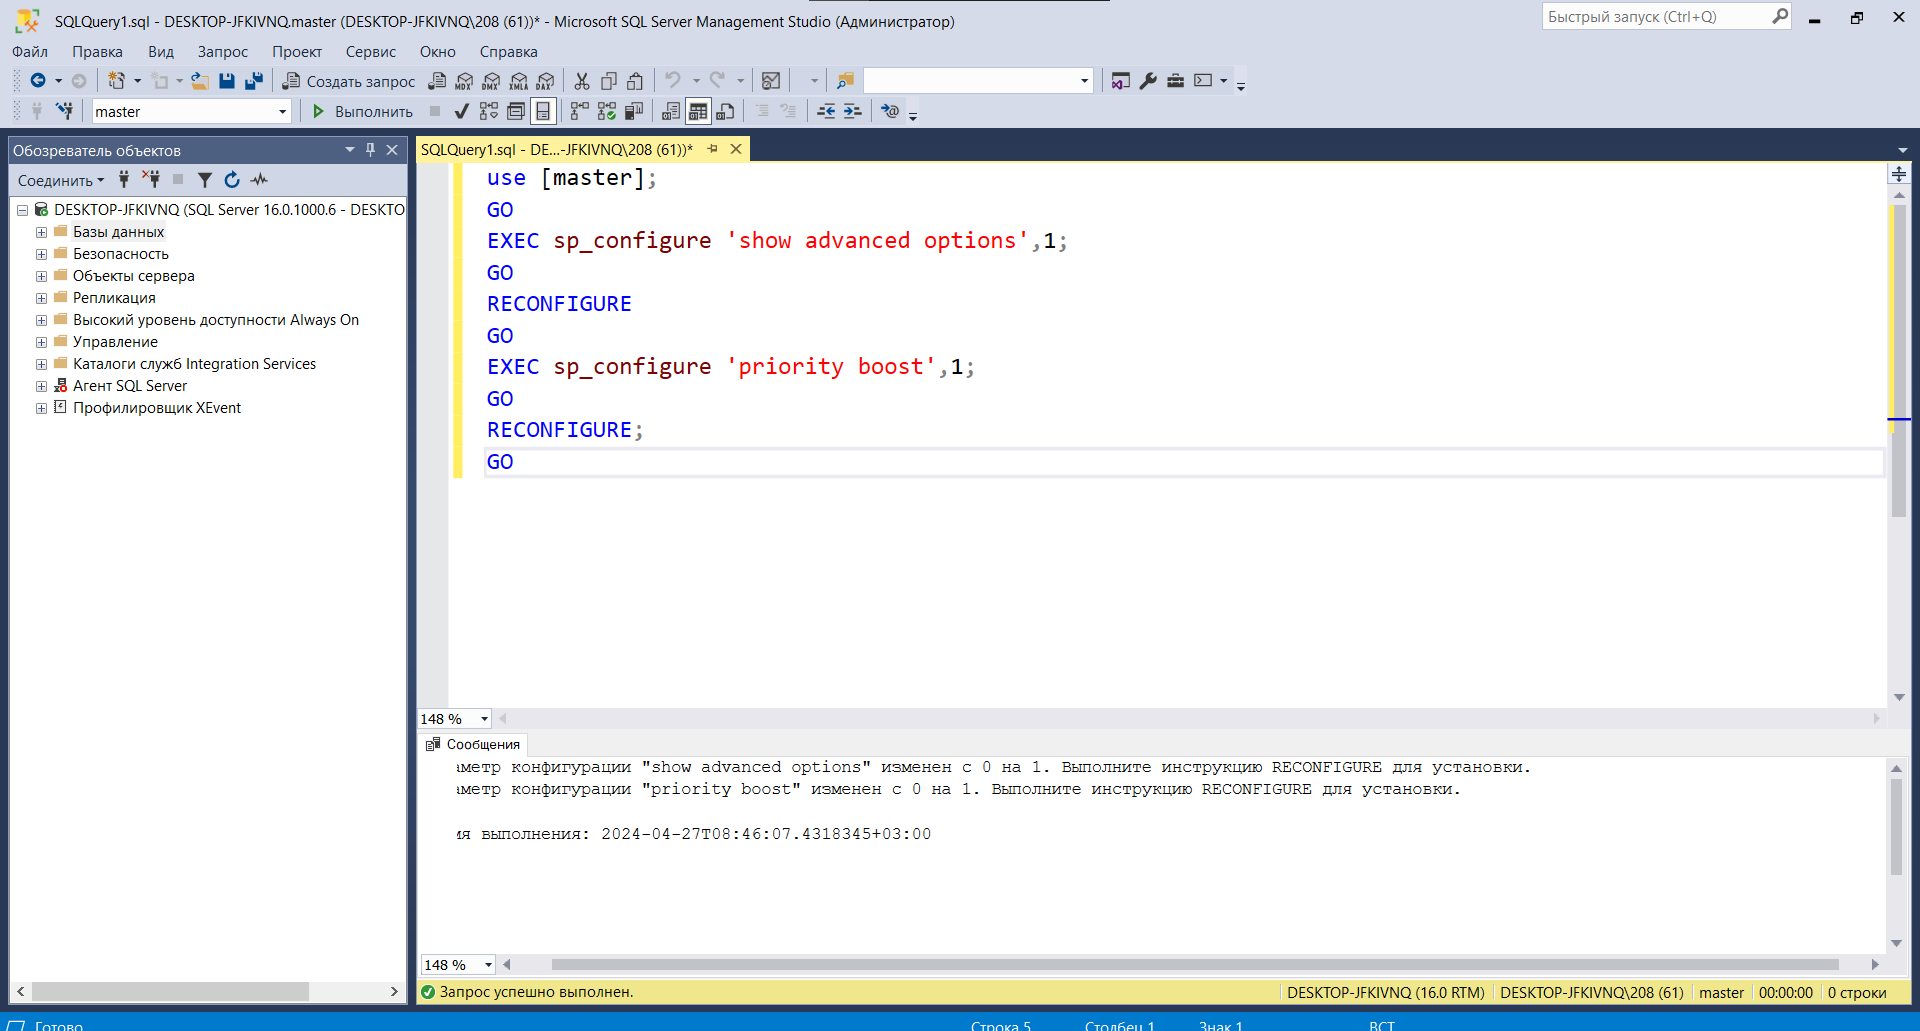 SQLQuery1.sql - DESKTOP-JFKIVNQ.master (DESKTOP-JFKIVNQ\208 (61))* - Microsoft SQL Server Management Studio (Администратор)
Быстрый запуск (Ctrl+Q)
Файл Правка Вид Запрос Проект Сервис Окно Справка
Создать запрос MDX DMX XMLA DAX
master Выполнить
Обозреватель объектов
Соединить
DESKTOP-JFKIVNQ (SQL Server 16.0.1000.6 - DESKTO
Базы данных
Безопасность
Объекты сервера
Репликация
Высокий уровень доступности Always On
Управление
Каталоги служб Integration Services
Агент SQL Server
Профилировщик XEvent
SQLQuery1.sql - DE...-JFKIVNQ\208 (61))*
use [master];
GO
EXEC sp_configure 'show advanced options',1;
GO
RECONFIGURE
GO
EXEC sp_configure 'priority boost',1;
GO
RECONFIGURE;
GO
148 %
Сообщения
аметр конфигурации "show advanced options" изменен с 0 на 1. Выполните инструкцию RECONFIGURE для установки.
аметр конфигурации "priority boost" изменен с 0 на 1. Выполните инструкцию RECONFIGURE для установки.
мя выполнения: 2024-04-27T08:46:07.4318345+03:00
148 %
Запрос успешно выполнен.
DESKTOP-JFKIVNQ (16.0 RTM) DESKTOP-JFKIVNQ\208 (61) master 00:00:00 0 строки
Готово Строка 5 Столбец 1 Знак 1 ВСТ